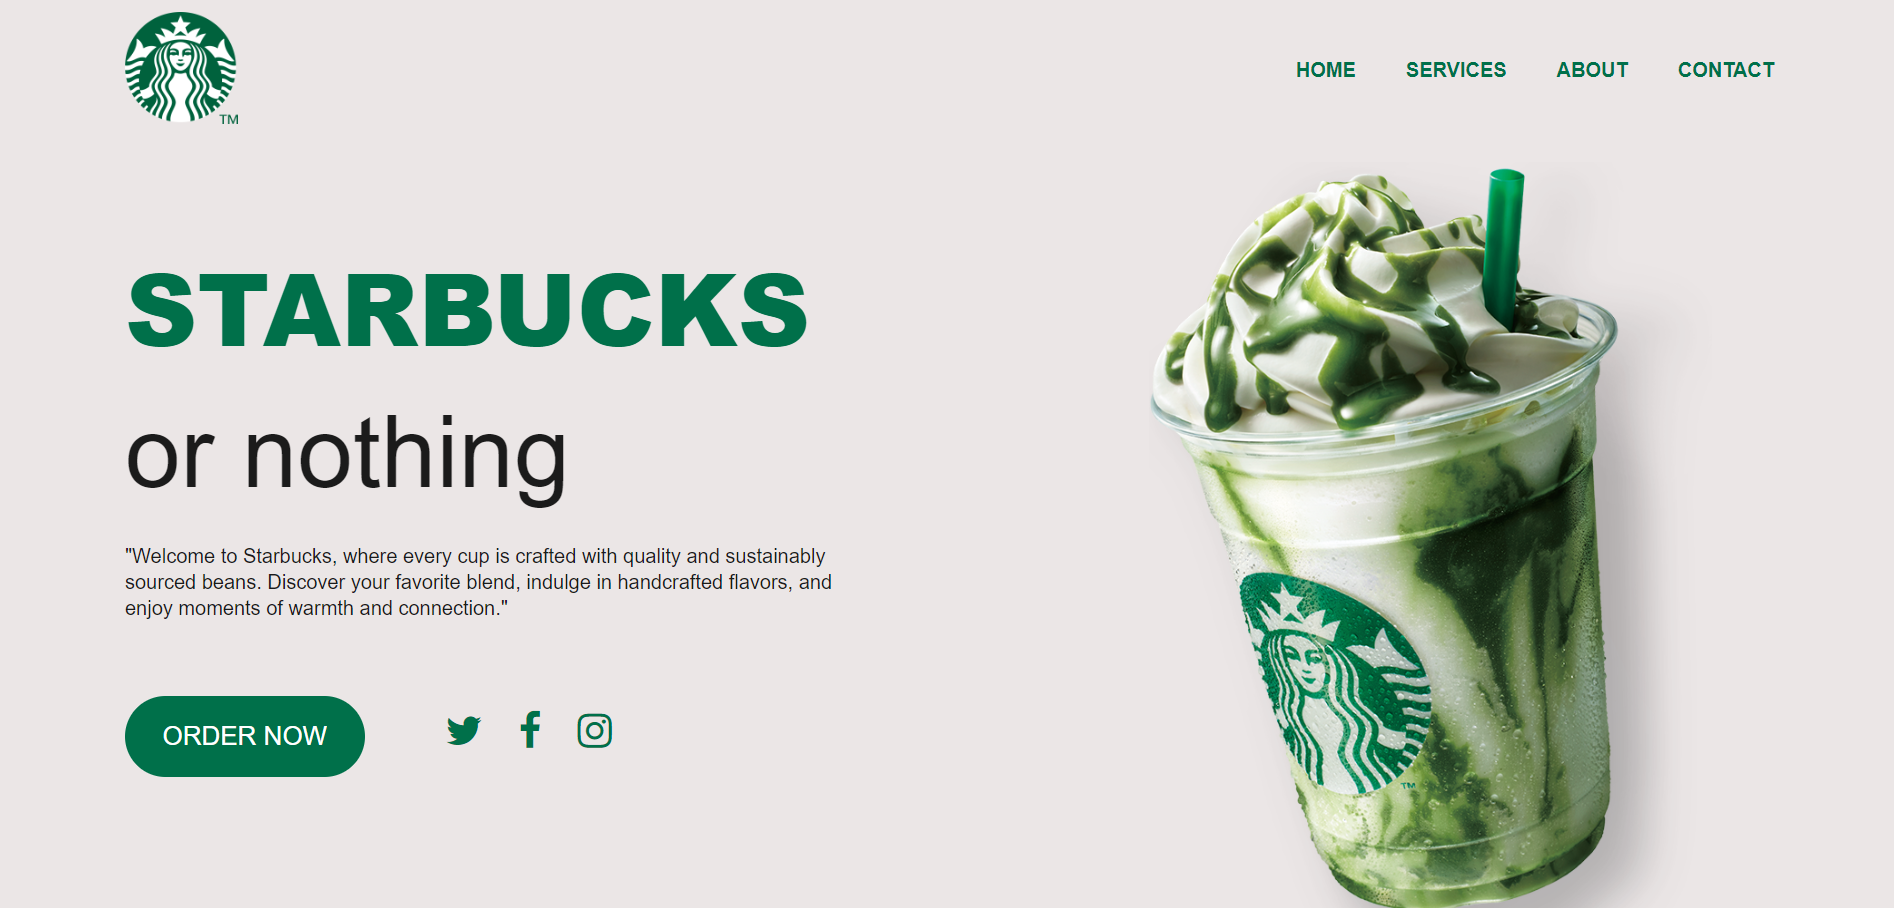 TM
HOME SERVICES ABOUT CONTACT
STARBUCKS
or nothing
"Welcome to Starbucks, where every cup is crafted with quality and sustainably
sourced beans. Discover your favorite blend, indulge in handcrafted flavors, and
enjoy moments of warmth and connection."
ORDER NOW
TM